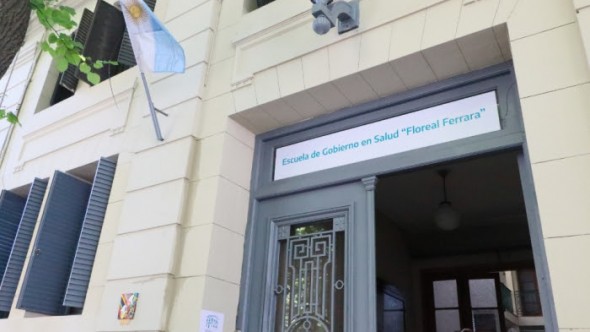 Escuela de Gobierno en Salud "Floreal Ferrara"